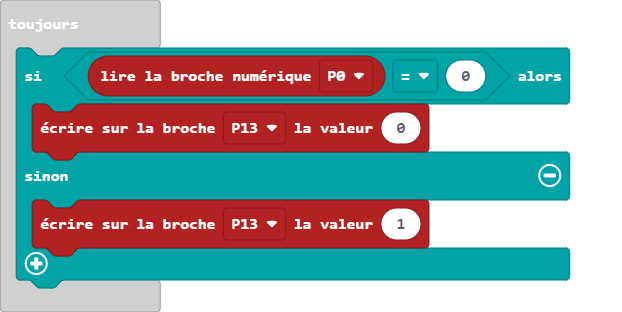 toujours
si lire la broche numérique P0 = 0 alors
écrire sur la broche P13 la valeur 0
sinon
écrire sur la broche P13 la valeur 1